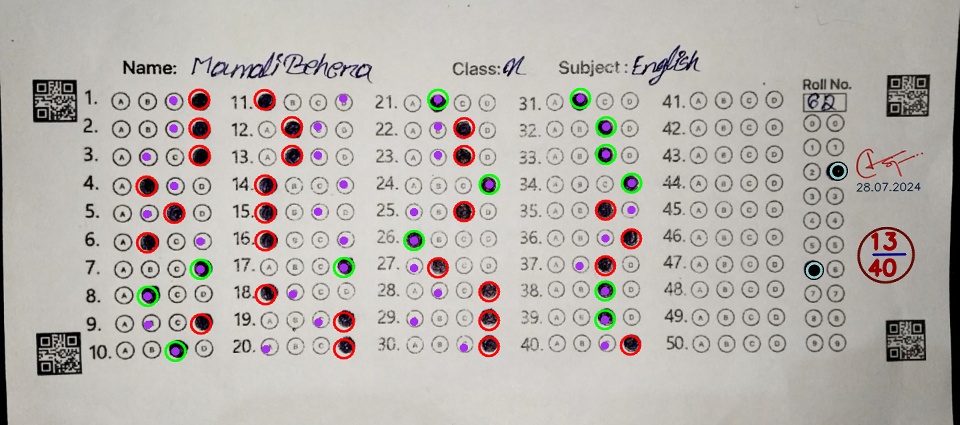 Name: Mamali Behera Class: Subject: English
Roll No.
62
1. A B C D
2. A B C D
3. A B C D
4. A B C D
5. A B C D
6. A B C D
7. A B C D
8. A B C D
9. A B C D
10. A B C D
11. A B C D
12. A B C D
13. A B C D
14. A B C D
15. A B C D
16. A B C D
17. A B C D
18. A B C D
19. A B C D
20. A B C D
21. A B C D
22. A B C D
23. A B C D
24. A B C D
25. A B C D
26. A B C D
27. A B C D
28. A B C D
29. A B C D
30. A B C D
31. A B C D
32. A B C D
33. A B C D
34. A B C D
35. A B C D
36. A B C D
37. A B C D
38. A B C D
39. A B C D
40. A B C D
41. A B C D
42. A B C D
43. A B C D
44. A B C D
45. A B C D
46. A B C D
47. A B C D
48. A B C D
49. A B C D
50. A B C D
0 0
1 1
2
3 3
4 4
5 5
6
7 7
8 8
9 9
28.07.2024
13
40